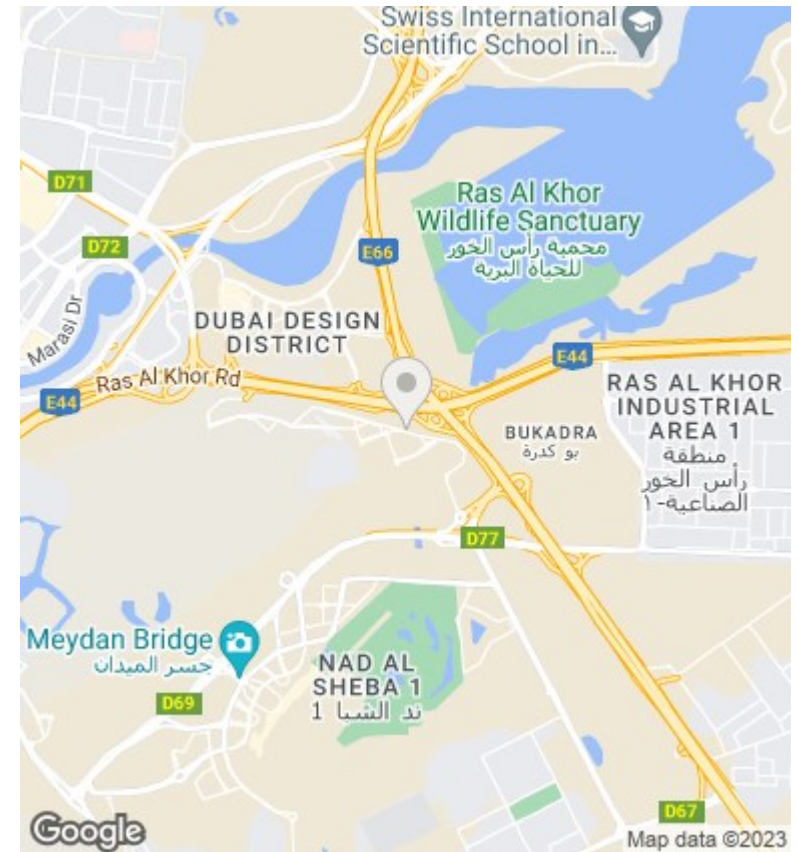 Swiss International
Scientific School in...
D71
Ras Al Khor
Wildlife Sanctuary
محمية رأس الخور
للحياة البرية
D72
E66
Marasi Dr
DUBAI DESIGN
DISTRICT
E44
Ras Al Khor Rd
E44
RAS AL KHOR
INDUSTRIAL
AREA 1
منطقة
رأس الخور
الصناعية-١
BUKADRA
بو كدرة
D77
Meydan Bridge
جسر الميدان
NAD AL
SHEBA 1
ند الشبا 1
D69
D67
Google
Map data ©2023